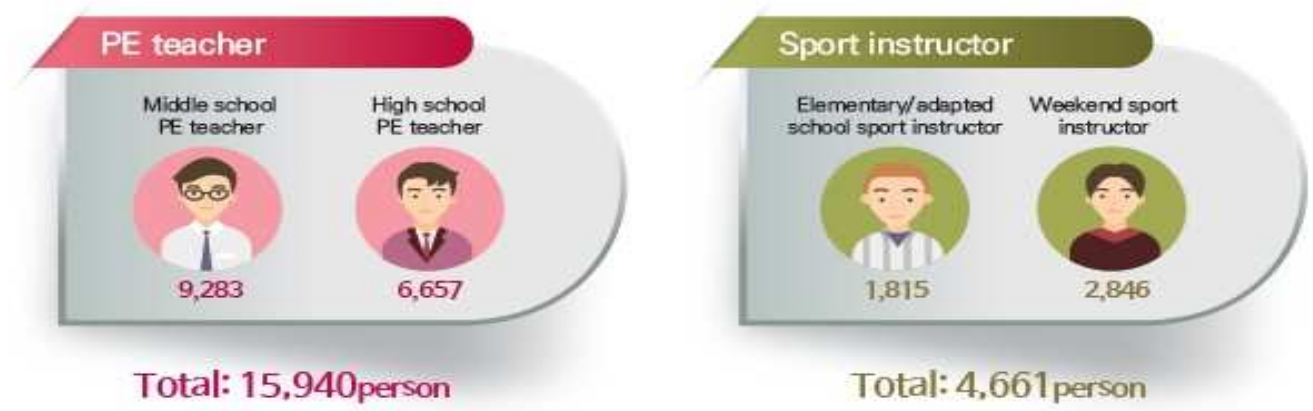 PE teacher
Middle school
PE teacher
High school
PE teacher
9,283
6,657
Total: 15,940person
Sport instructor
Elementary/adapted
school sport instructor
Weekend sport
instructor
1,815
2,846
Total: 4,661person